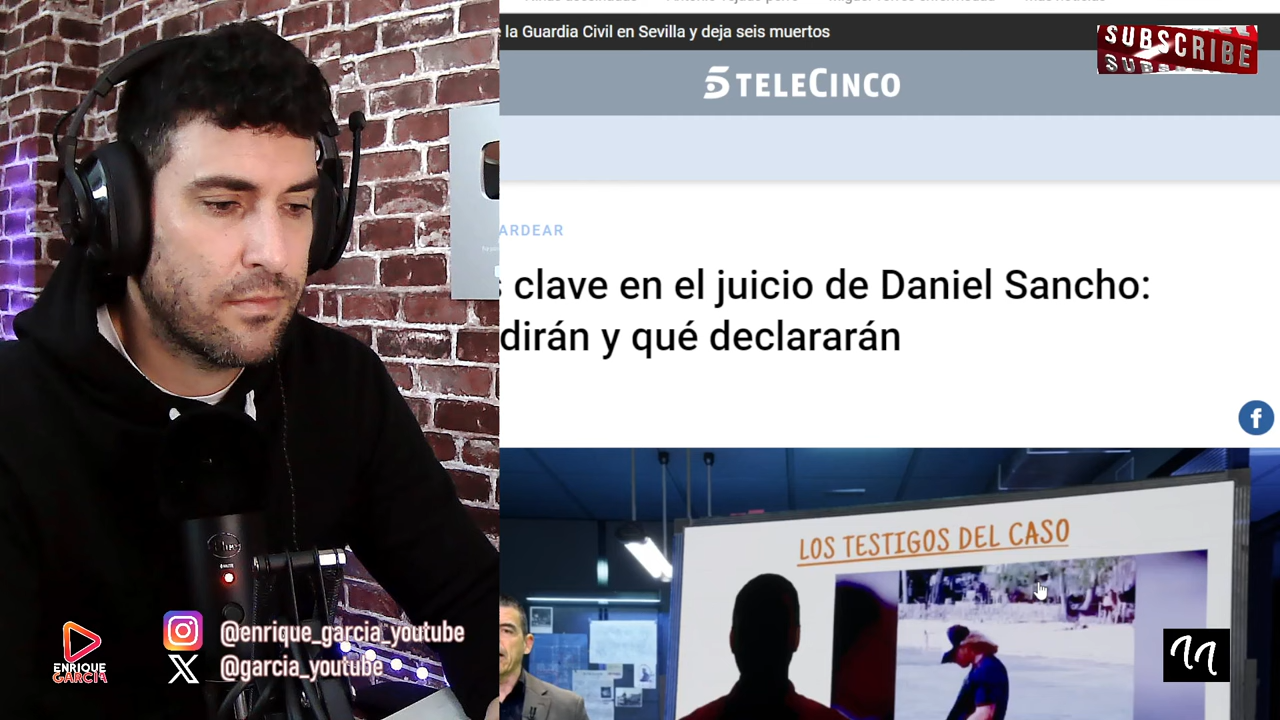 la Guardia Civil en Sevilla y deja seis muertos
SUBSCRIBE
5 TELECINCO
ARDEAR
clave en el juicio de Daniel Sancho:
dirán y qué declararán
f
LOS TESTIGOS DEL CASO
@enrique_garcia_youtube
@garcia_youtube
ENRIQUE
GARCIA